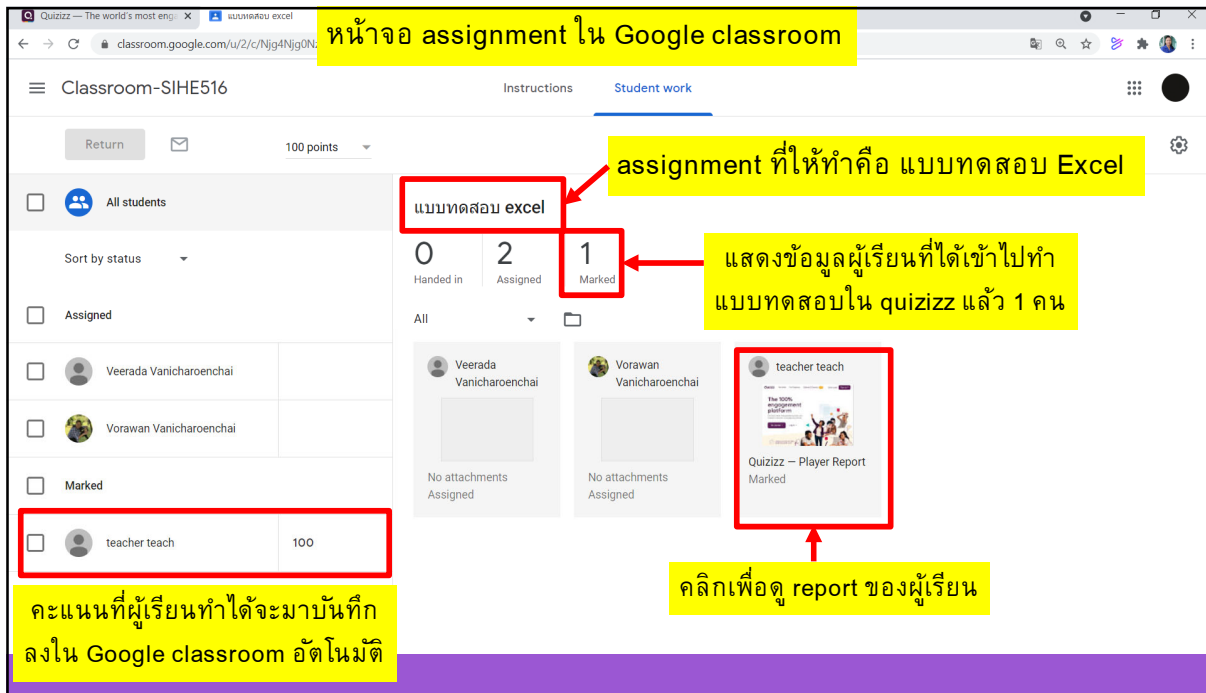 Quizizz — The world's most eng
แบบทดสอบ excel
หน้าจอ assignment ใน Google classroom
classroom.google.com/u/2/c/Njg4Njg0Nz
Classroom-SIHE516
Instructions
Student work
Return
100 points
assignment ที่ให้ทำคือ แบบทดสอบ Excel
All students
แบบทดสอบ excel
Sort by status
0
2
1
Handed in
Assigned
Marked
แสดงข้อมูลผู้เรียนที่ได้เข้าไปทำ
แบบทดสอบใน quizizz แล้ว 1 คน
Assigned
All
Veerada Vanicharoenchai
Vorawan Vanicharoenchai
Marked
teacher teach
100
Veerada
Vanicharoenchai
No attachments
Assigned
Vorawan
Vanicharoenchai
No attachments
Assigned
teacher teach
The 100%
engagement
platform
Quizizz — Player Report
Marked
คลิกเพื่อดู report ของผู้เรียน
คะแนนที่ผู้เรียนทำได้จะมาบันทึก
ลงใน Google classroom อัตโนมัติ